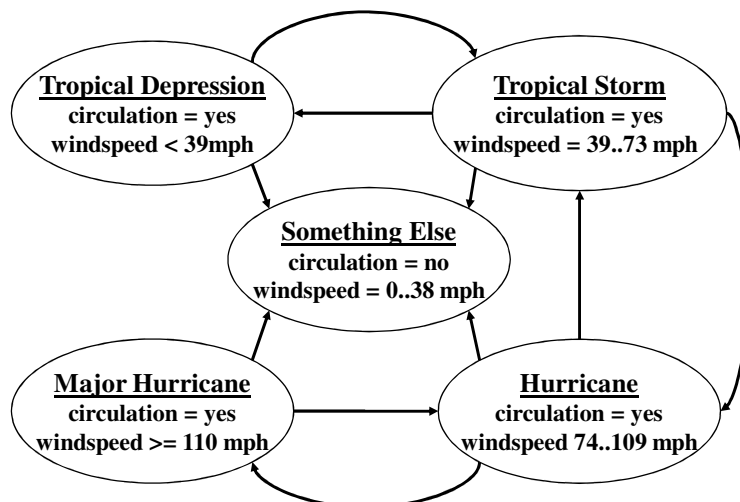 Tropical Depression
circulation = yes
windspeed < 39mph
Tropical Storm
circulation = yes
windspeed = 39..73 mph
Something Else
circulation = no
windspeed = 0..38 mph
Major Hurricane
circulation = yes
windspeed >= 110 mph
Hurricane
circulation = yes
windspeed 74..109 mph